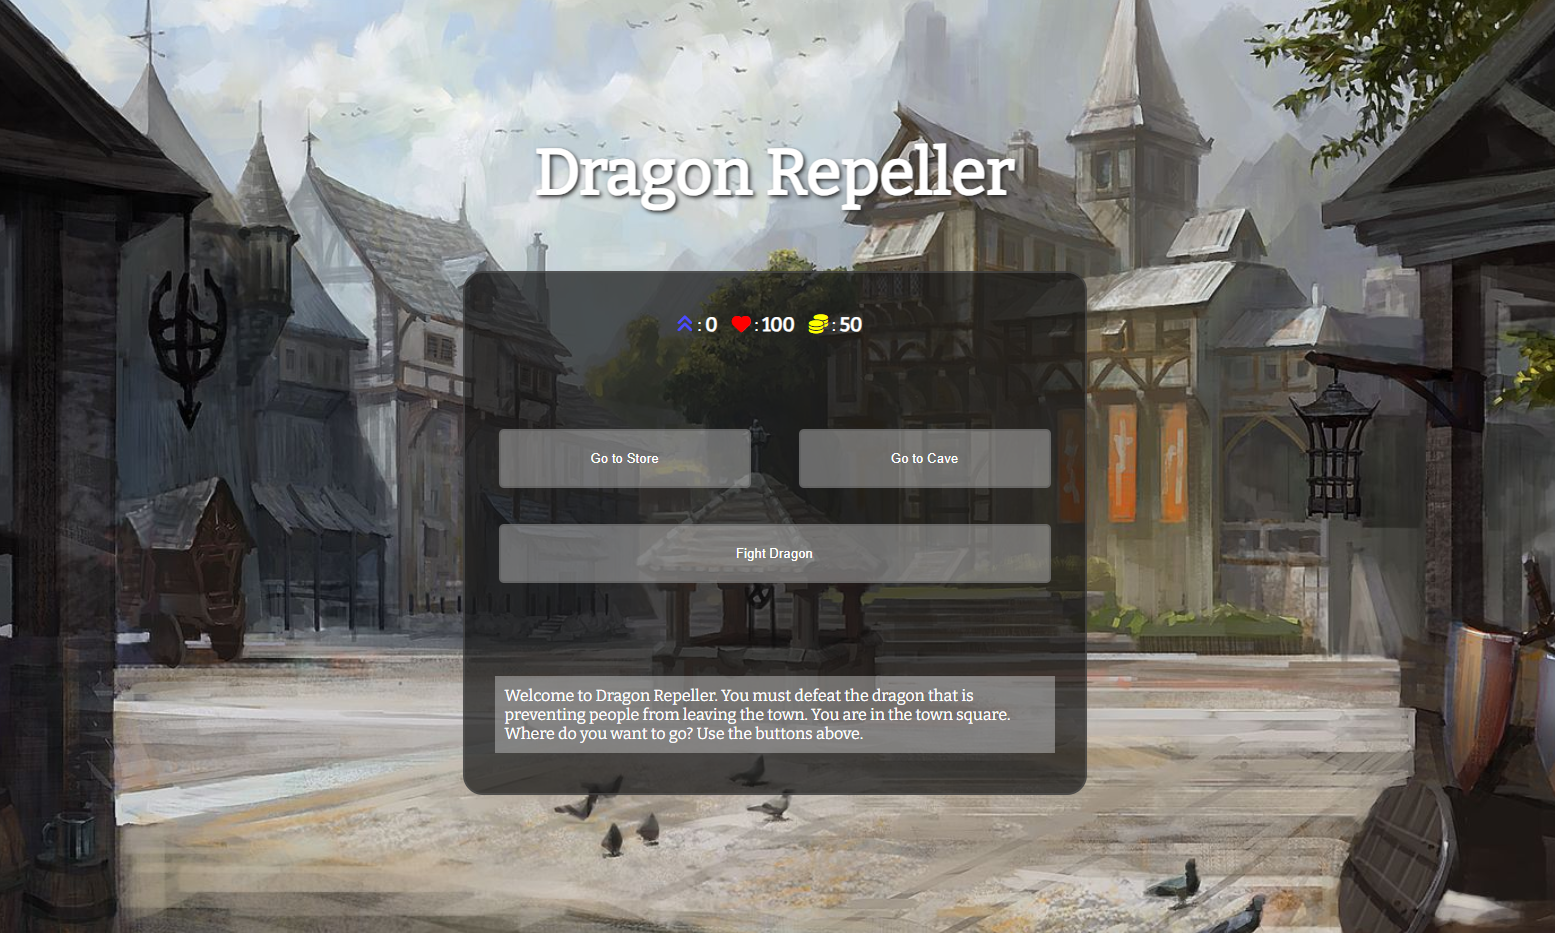 Dragon Repeller
: 0 : 100 : 50
Go to Store Go to Cave
Fight Dragon
Welcome to Dragon Repeller. You must defeat the dragon that is
preventing people from leaving the town. You are in the town square.
Where do you want to go? Use the buttons above.